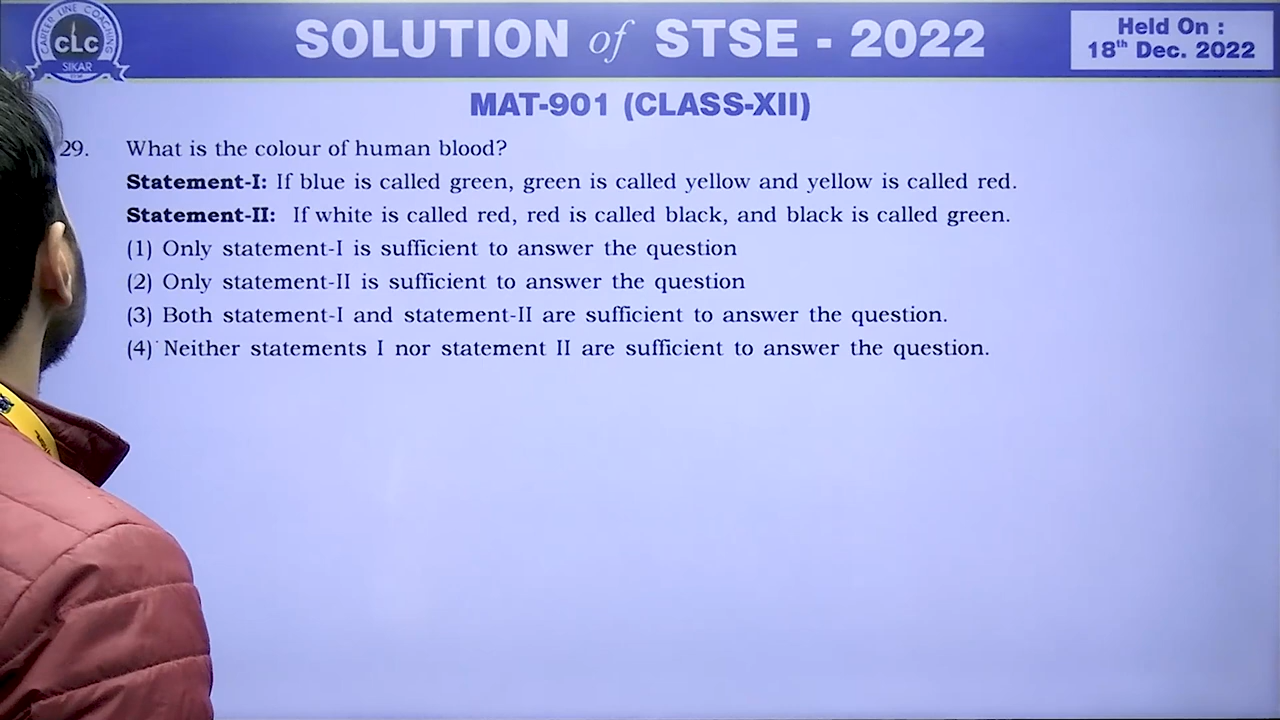 CAREER LINE COACHING
CLC
SIKAR
SOLUTION of STSE - 2022
Held On :
18th Dec. 2022
MAT-901 (CLASS-XII)
29. What is the colour of human blood?
Statement-I: If blue is called green, green is called yellow and yellow is called red.
Statement-II: If white is called red, red is called black, and black is called green.
(1) Only statement-I is sufficient to answer the question
(2) Only statement-II is sufficient to answer the question
(3) Both statement-I and statement-II are sufficient to answer the question.
(4) Neither statements I nor statement II are sufficient to answer the question.